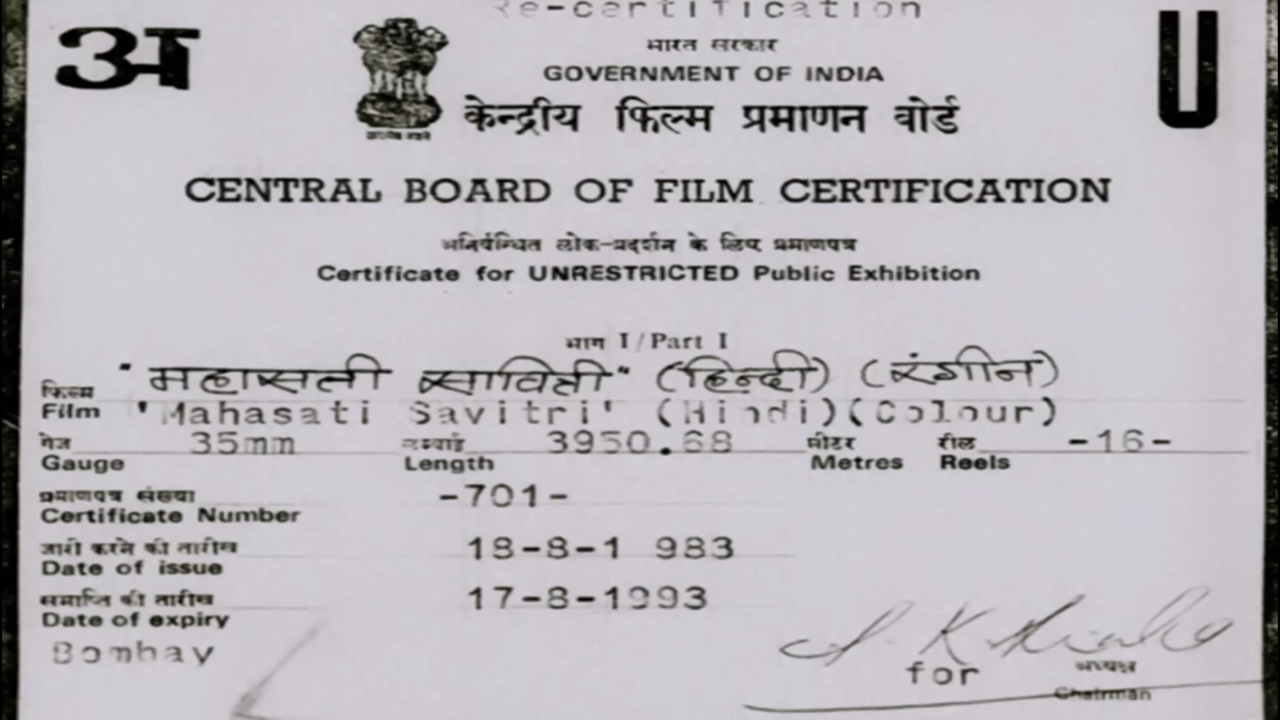 Re-certification
अ
U
भारत सरकार
GOVERNMENT OF INDIA
केन्द्रीय फिल्म प्रमाणन बोर्ड
CENTRAL BOARD OF FILM CERTIFICATION
अनिर्बन्धित लोक-प्रदर्शन के लिए प्रमाणपत्र
Certificate for UNRESTRICTED Public Exhibition
भाग I/Part I
फिल्म "महासती सावित्री" (हिन्दी) (रंगीन)
Film 'Mahasati Savitri' (Hindi)(Colour)
गेज 35mm लम्बाई 3950.68 मीटर रील -16-
Gauge Length Metres Reels
प्रमाणपत्र संख्या -701-
Certificate Number
जारी करने की तारीख 18-8-1 983
Date of issue
समाप्ति की तारीख 17-8-1993
Date of expiry
Bombay
for अध्यक्ष
Chairman